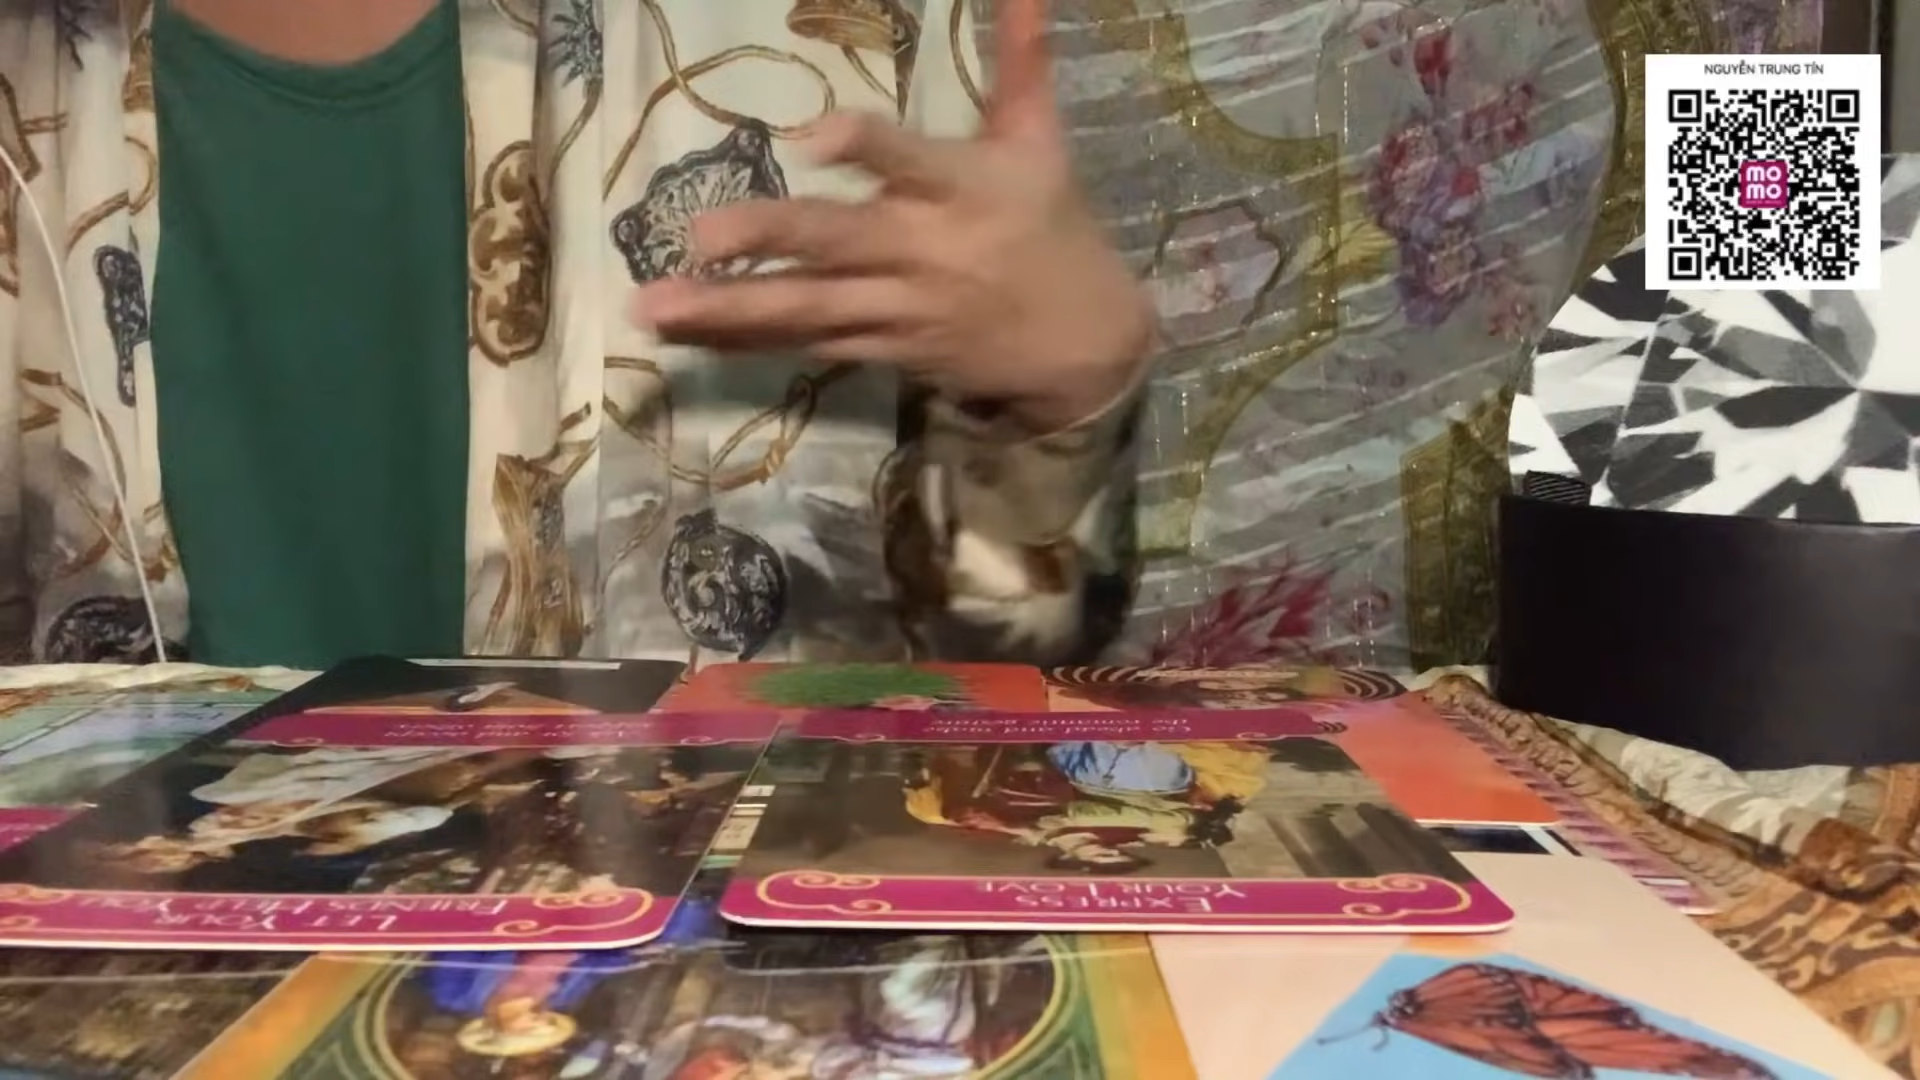 NGUYỄN TRUNG TÍN
mo
mo
Go ahead and make
the romantic gesture
LET YOUR
FRIENDS HELP YOU
EXPRESS
YOUR LOVE